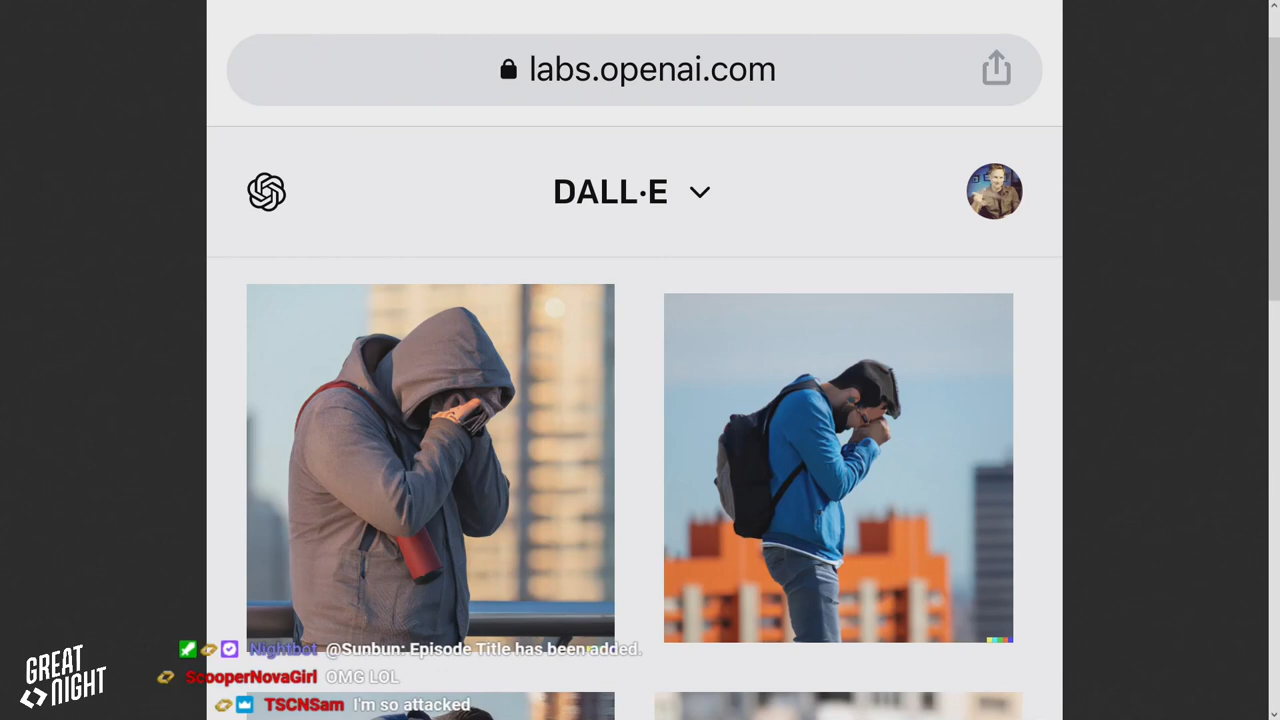 labs.openai.com
DALL·E
Nightbot @Sunbun: Episode Title has been added.
ScooperNovaGirl OMG LOL
TSCNSam I'm so attacked
GREAT
NIGHT